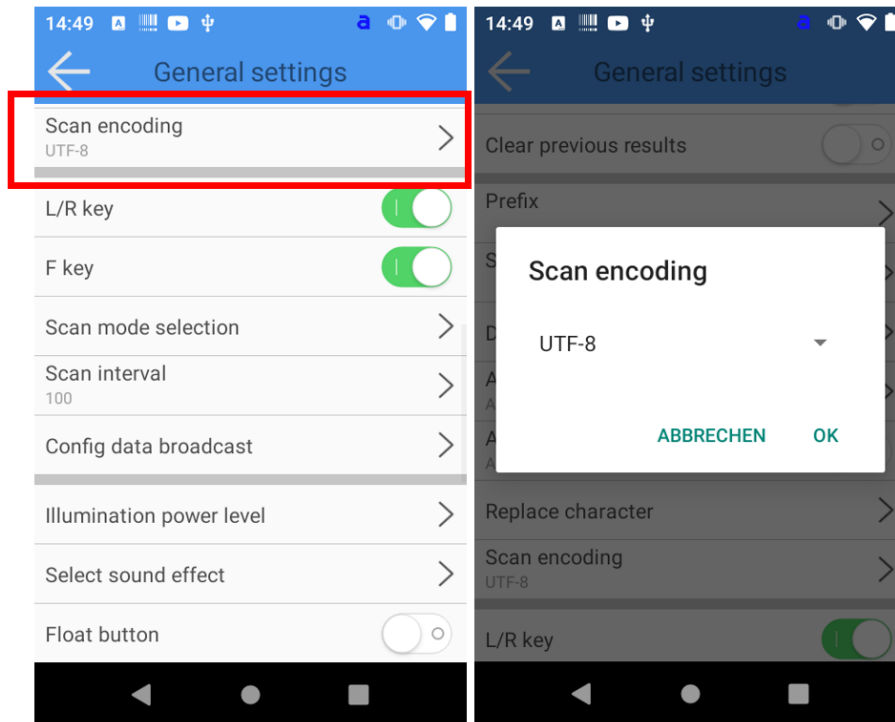 14:49
General settings
Scan encoding
UTF-8
L/R key
F key
Scan mode selection
Scan interval
100
Config data broadcast
Illumination power level
Select sound effect
Float button
14:49
General settings
Clear previous results
Prefix
S
Scan encoding
D
UTF-8
A
A
A
ABBRECHEN OK
A
Replace character
Scan encoding
UTF-8
L/R key